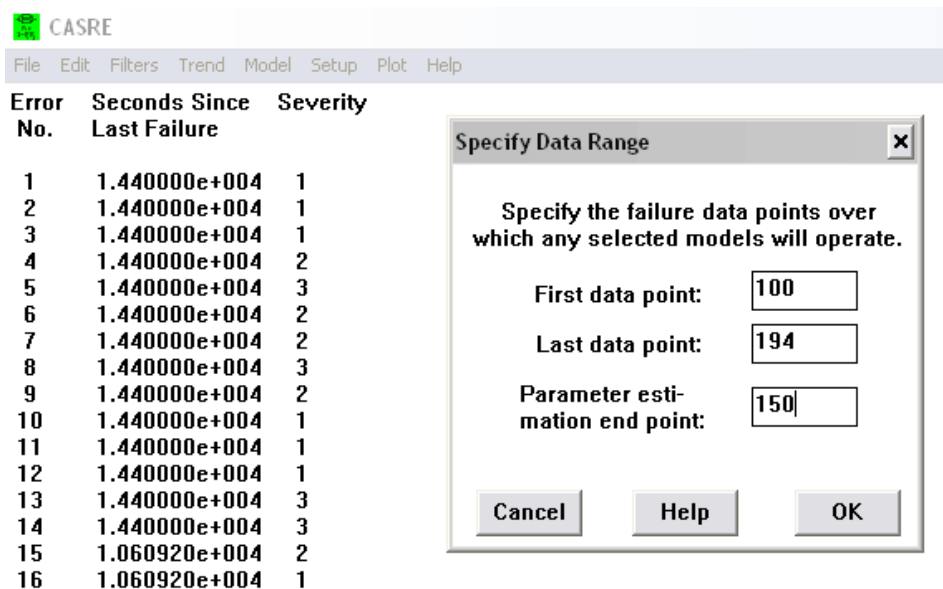 CASRE
File Edit Filters Trend Model Setup Plot Help
Error Seconds Since Severity
No. Last Failure
1 1.440000e+004 1
2 1.440000e+004 1
3 1.440000e+004 1
4 1.440000e+004 2
5 1.440000e+004 3
6 1.440000e+004 2
7 1.440000e+004 2
8 1.440000e+004 3
9 1.440000e+004 2
10 1.440000e+004 1
11 1.440000e+004 1
12 1.440000e+004 1
13 1.440000e+004 3
14 1.440000e+004 3
15 1.060920e+004 2
16 1.060920e+004 1
Specify Data Range
Specify the failure data points over
which any selected models will operate.
First data point: 100
Last data point: 194
Parameter esti-
mation end point: 150
Cancel Help OK